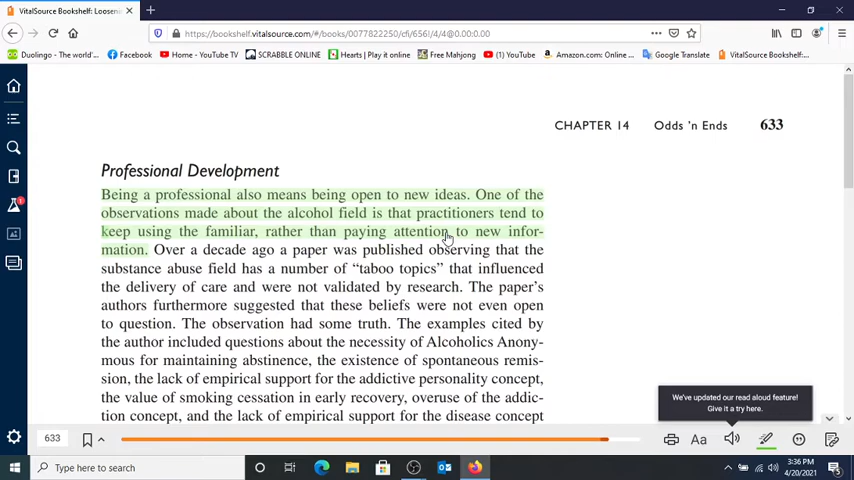 VitalSource Bookshelf: Loosene
https://bookshelf.vitalsource.com/#/books/0077822250/cfi/656!/4/4@0.00:0.00
Duolingo - The world'... Facebook Home - YouTube TV SCRABBLE ONLINE Hearts | Play it online Free Mahjong (1) YouTube Amazon.com: Online ... Google Translate VitalSource Bookshelf:...
CHAPTER 14 Odds 'n Ends 633
Professional Development
Being a professional also means being open to new ideas. One of the
observations made about the alcohol field is that practitioners tend to
keep using the familiar, rather than paying attention to new infor-
mation. Over a decade ago a paper was published observing that the
substance abuse field has a number of "taboo topics" that influenced
the delivery of care and were not validated by research. The paper's
authors furthermore suggested that these beliefs were not even open
to question. The observation had some truth. The examples cited by
the author included questions about the necessity of Alcoholics Anony-
mous for maintaining abstinence, the existence of spontaneous remis-
sion, the lack of empirical support for the addictive personality concept,
the value of smoking cessation in early recovery, overuse of the addic-
tion concept, and the lack of empirical support for the disease concept
We've updated our read aloud feature!
Give it a try here.
633
Aa
Type here to search
3:36 PM
4/20/2021